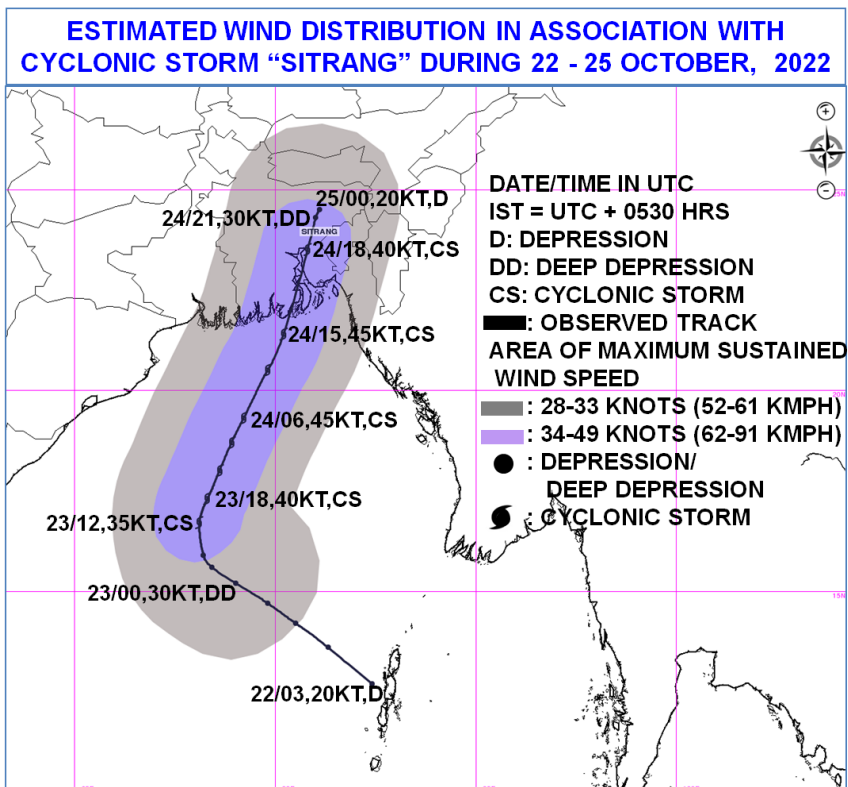 ESTIMATED WIND DISTRIBUTION IN ASSOCIATION WITH
CYCLONIC STORM “SITRANG” DURING 22 - 25 OCTOBER, 2022
25/00,20KT,D
24/21,30KT,DD
SITRANG
24/18,40KT,CS
24/15,45KT,CS
24/06,45KT,CS
23/18,40KT,CS
23/12,35KT,CS
23/00,30KT,DD
22/03,20KT,D
DATE/TIME IN UTC
IST = UTC + 0530 HRS
D: DEPRESSION
DD: DEEP DEPRESSION
CS: CYCLONIC STORM
: OBSERVED TRACK
AREA OF MAXIMUM SUSTAINED
WIND SPEED
: 28-33 KNOTS (52-61 KMPH)
: 34-49 KNOTS (62-91 KMPH)
: DEPRESSION/
DEEP DEPRESSION
: CYCLONIC STORM
15N